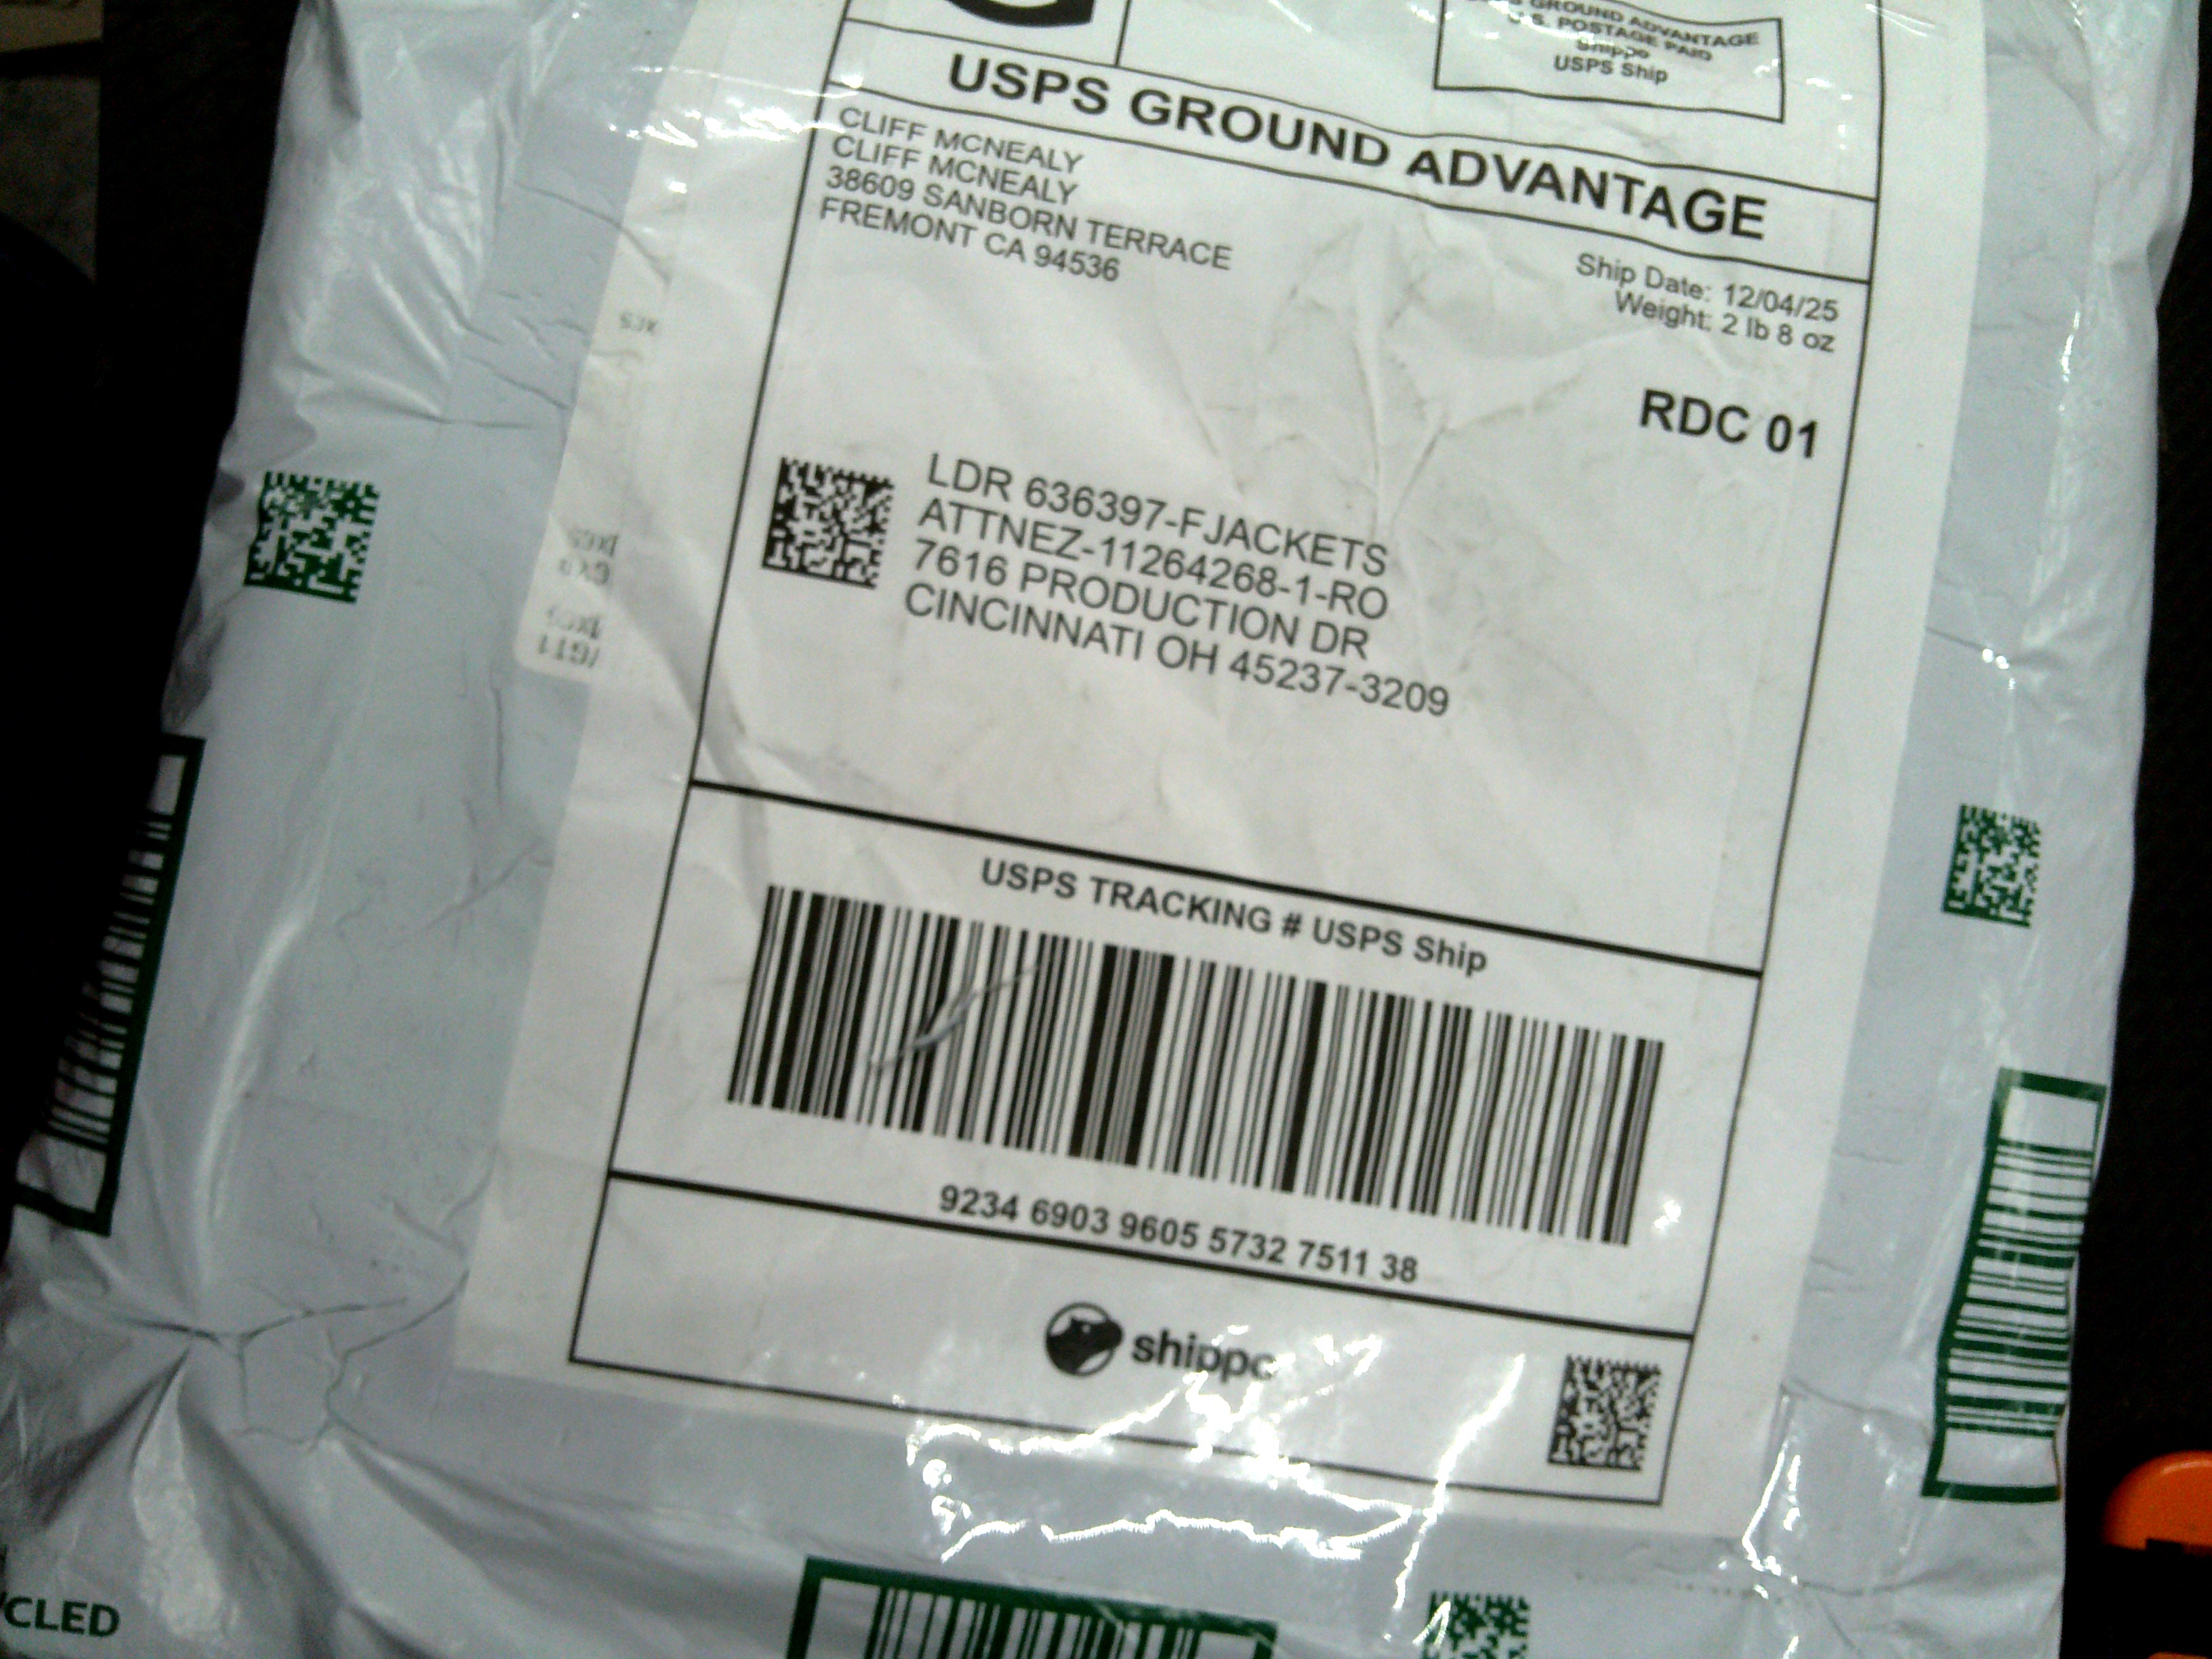 GROUND ADVANTAGE
U.S. POSTAGE PAID
Shippo
USPS Ship
USPS GROUND ADVANTAGE
CLIFF MCNEALY
CLIFF MCNEALY
38609 SANBORN TERRACE
FREMONT CA 94536
Ship Date: 12/04/25
Weight: 2 lb 8 oz
RDC 01
LDR 636397-FJACKETS
ATTNEZ-11264268-1-RO
7616 PRODUCTION DR
CINCINNATI OH 45237-3209
USPS TRACKING # USPS Ship
9234 6903 9605 5732 7511 38
shippo
CLED